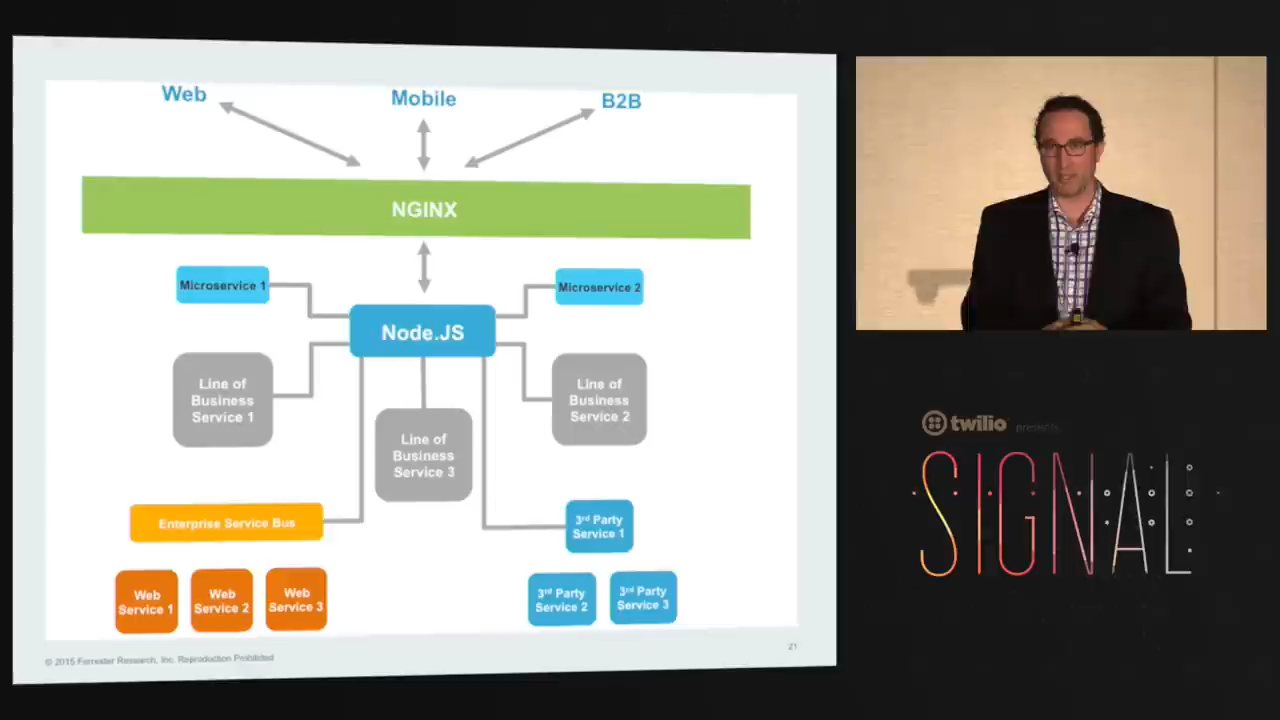 Web
Mobile
B2B
NGINX
Microservice 1
Microservice 2
Node.JS
Line of
Business
Service 1
Line of
Business
Service 2
Line of
Business
Service 3
Enterprise Service Bus
3rd Party
Service 1
Web
Service 1
Web
Service 2
Web
Service 3
3rd Party
Service 2
3rd Party
Service 3
© 2015 Forrester Research, Inc. Reproduction Prohibited
21
twilio presents
SIGNAL